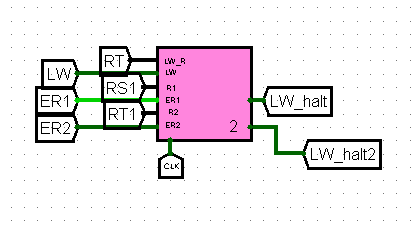 RT
LW_R
LW
LW
RS1
R1
ER1
ER1
LW_halt
RT1
R2
ER2
ER2
2
LW_halt2
CLK